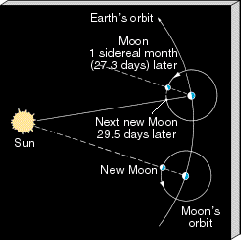 Earth's orbit
Moon
1 sidereal month
(27.3 days) later
Next new Moon
29.5 days later
Sun
New Moon
Moon's
orbit